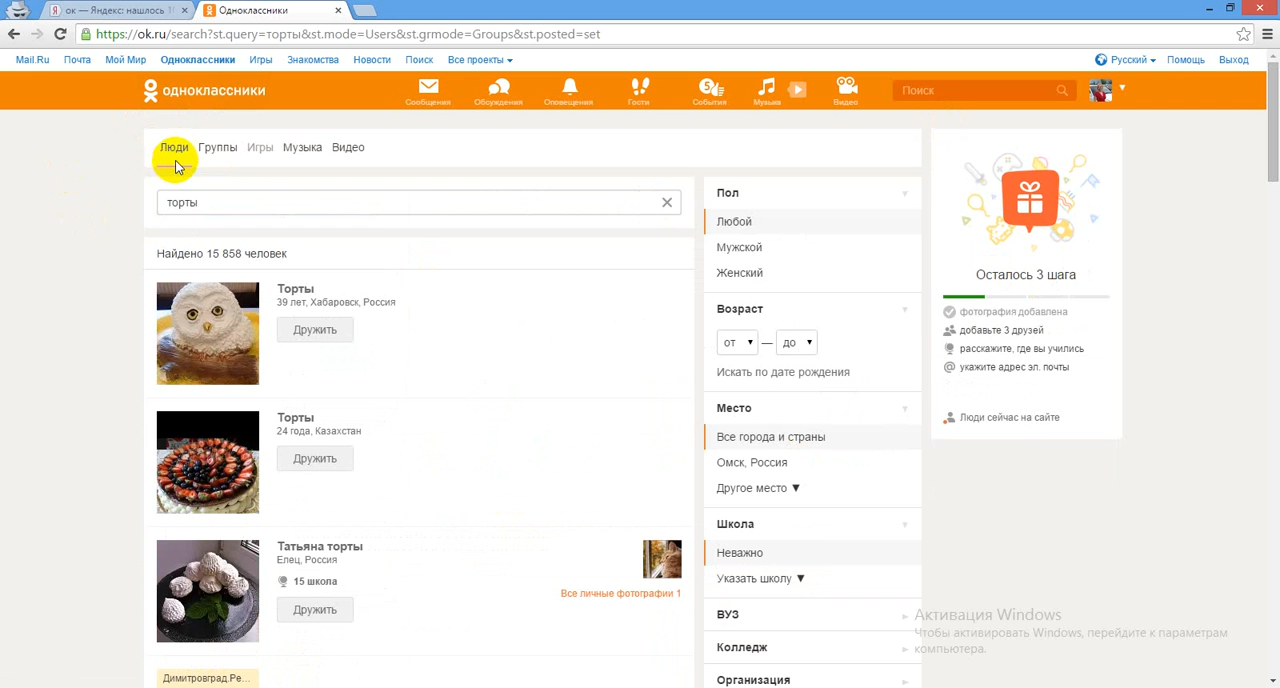 ок — Яндекс: нашлось 10
Одноклассники
https://ok.ru/search?st.query=торты&st.mode=Users&st.grmode=Groups&st.posted=set
Mail.Ru Почта Мой Мир Одноклассники Игры Знакомства Новости Поиск Все проекты
Русский Помощь Выход
одноклассники
Сообщения Обсуждения Оповещения Гости События Музыка Видео
5
Поиск
Люди Группы Игры Музыка Видео
торты
Найдено 15 858 человек
Торты
39 лет, Хабаровск, Россия
Дружить
Торты
24 года, Казахстан
Дружить
Татьяна торты
Елец, Россия
15 школа
Все личные фотографии 1
Дружить
Димитровград.Ре...
Пол
Любой
Мужской
Женский
Возраст
от — до
Искать по дате рождения
Место
Все города и страны
Омск, Россия
Другое место ▼
Школа
Неважно
Указать школу ▼
ВУЗ
Колледж
Организация
Осталось 3 шага
фотография добавлена
добавьте 3 друзей
расскажите, где вы учились
@ укажите адрес эл. почты
Люди сейчас на сайте
Активация Windows
Чтобы активировать Windows, перейдите к параметрам
компьютера.